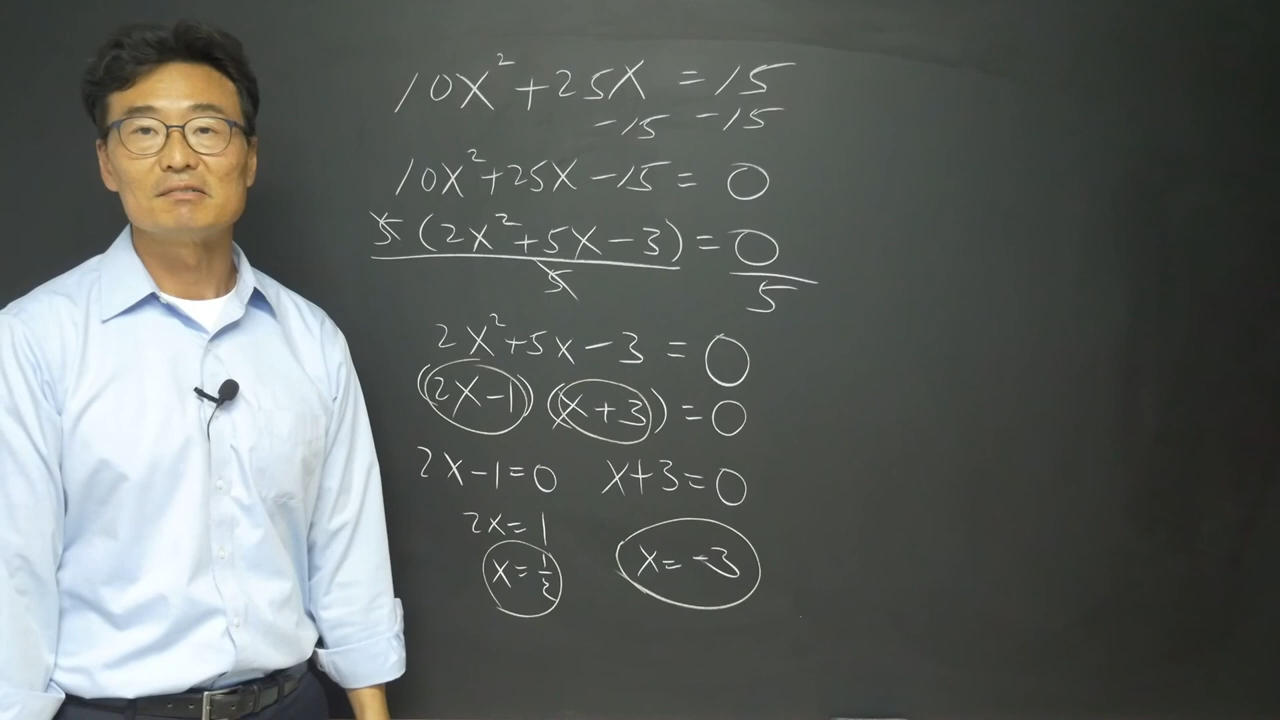 10x² + 25x = 15
-15 -15
10x² + 25x - 15 = 0
5(2x² + 5x - 3) = 0
5 5
2x² + 5x - 3 = 0
(2x - 1) (x + 3) = 0
2x - 1 = 0 x + 3 = 0
2x = 1
x = 1/2 x = -3